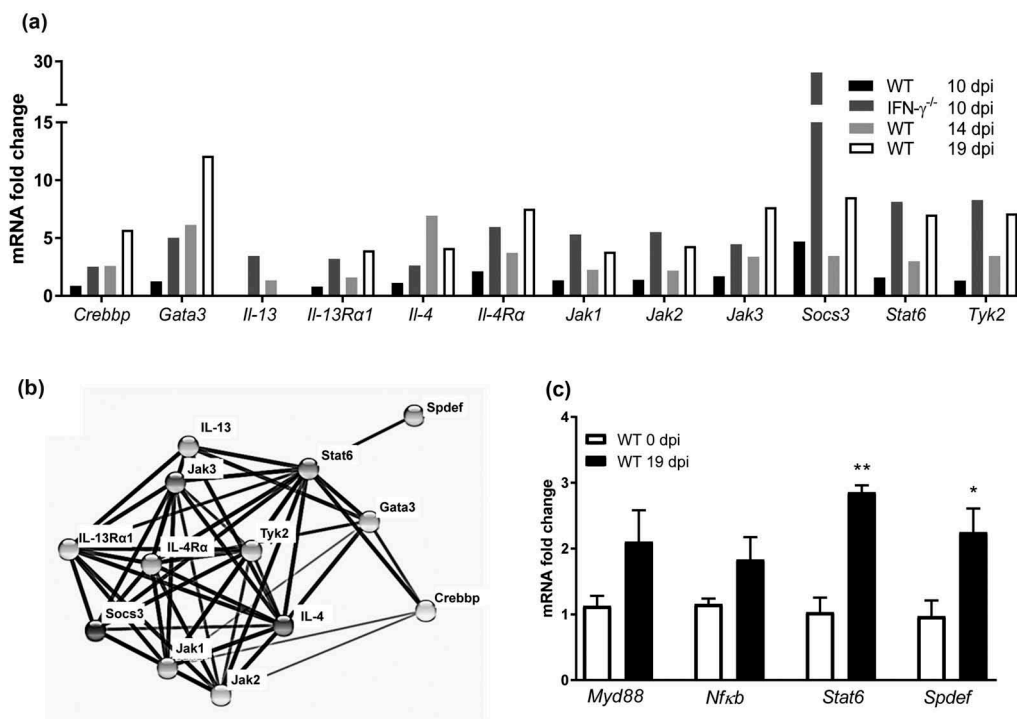 (a)
mRNA fold change
30
15
10
5
0
WT 10 dpi
IFN-γ-/- 10 dpi
WT 14 dpi
WT 19 dpi
Crebbp Gata3 Il-13 Il-13Rα1 Il-4 Il-4Rα Jak1 Jak2 Jak3 Socs3 Stat6 Tyk2
(b)
Spdef
IL-13
Stat6
Jak3
Gata3
Tyk2
IL-13Rα1
IL-4Rα
Crebbp
Socs3
IL-4
Jak1
Jak2
(c)
mRNA fold change
4
3
2
1
0
WT 0 dpi
WT 19 dpi
**
*
Myd88 Nfκb Stat6 Spdef